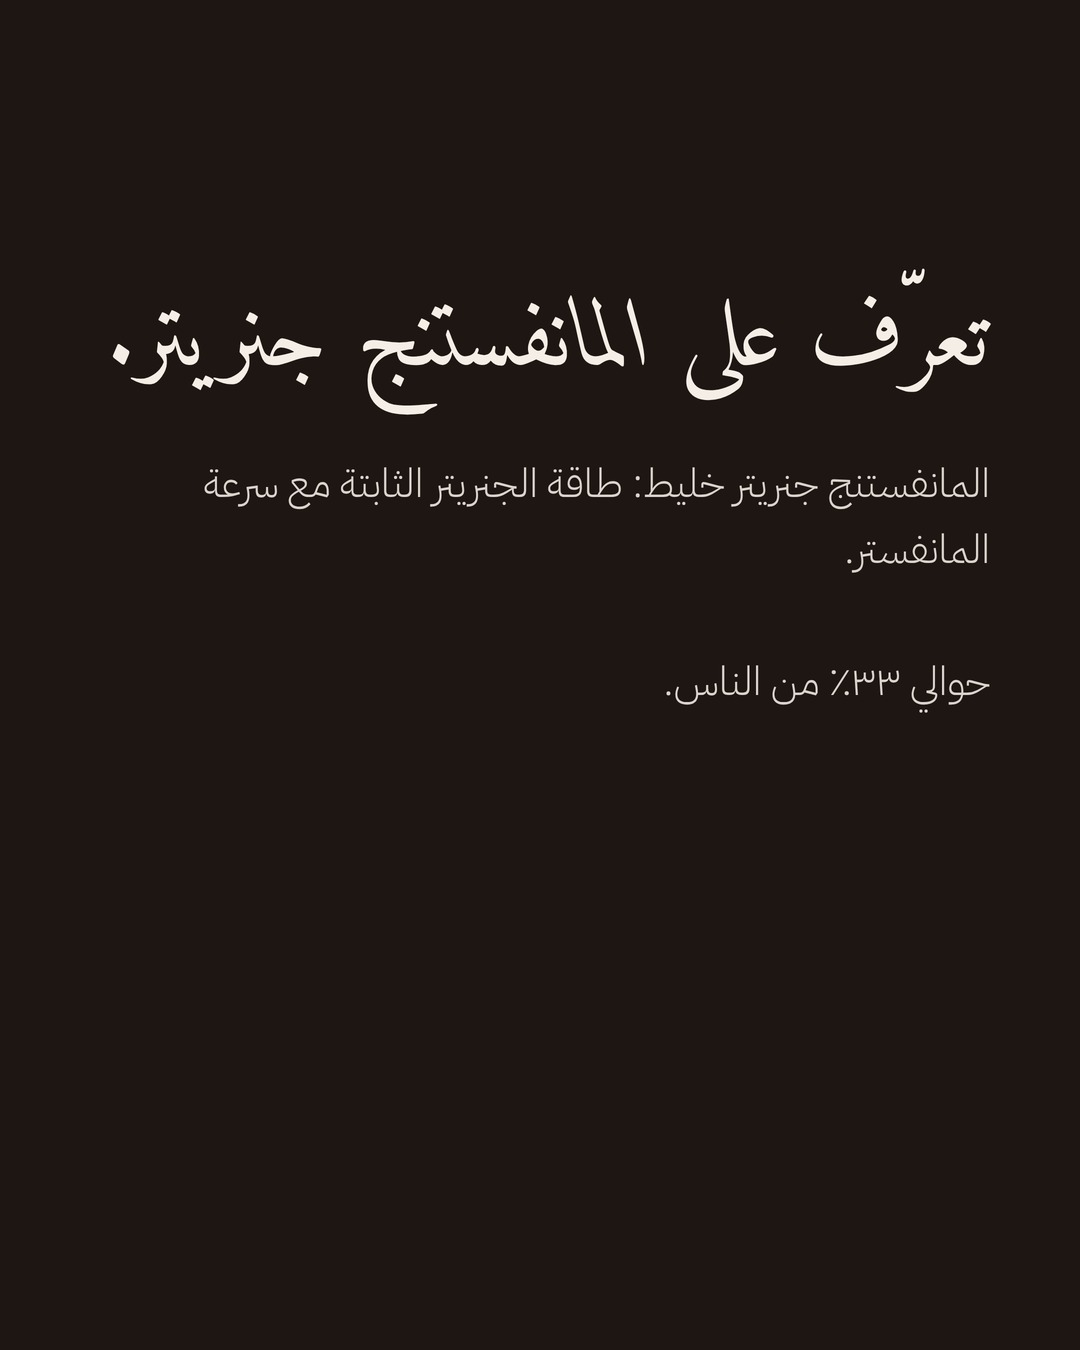 تعرّف على المانفستنج جنريتر.
المانفستنج جنريتر خليط: طاقة الجنريتر الثابتة مع سرعة
المانفستر.
حوالي ٣٣٪ من الناس.